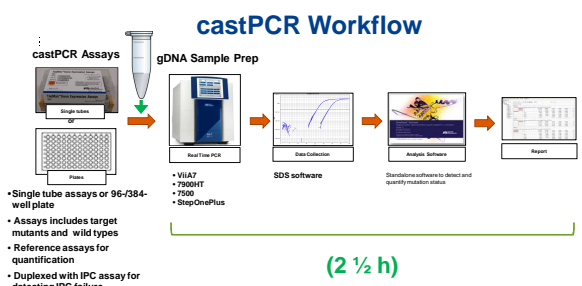 castPCR Workflow
castPCR Assays
gDNA Sample Prep
Single tubes
or
Plates
Real Time PCR
Data Collection
Analysis Software
Report
• ViiA7
• 7900HT
• 7500
• StepOnePlus
SDS software
Standalone software to detect and
quantify mutation status
•Single tube assays or 96-/384-
well plate
• Assays includes target
mutants and wild types
• Reference assays for
quantification
• Duplexed with IPC assay for
detecting IPC failure
(2 ½ h)